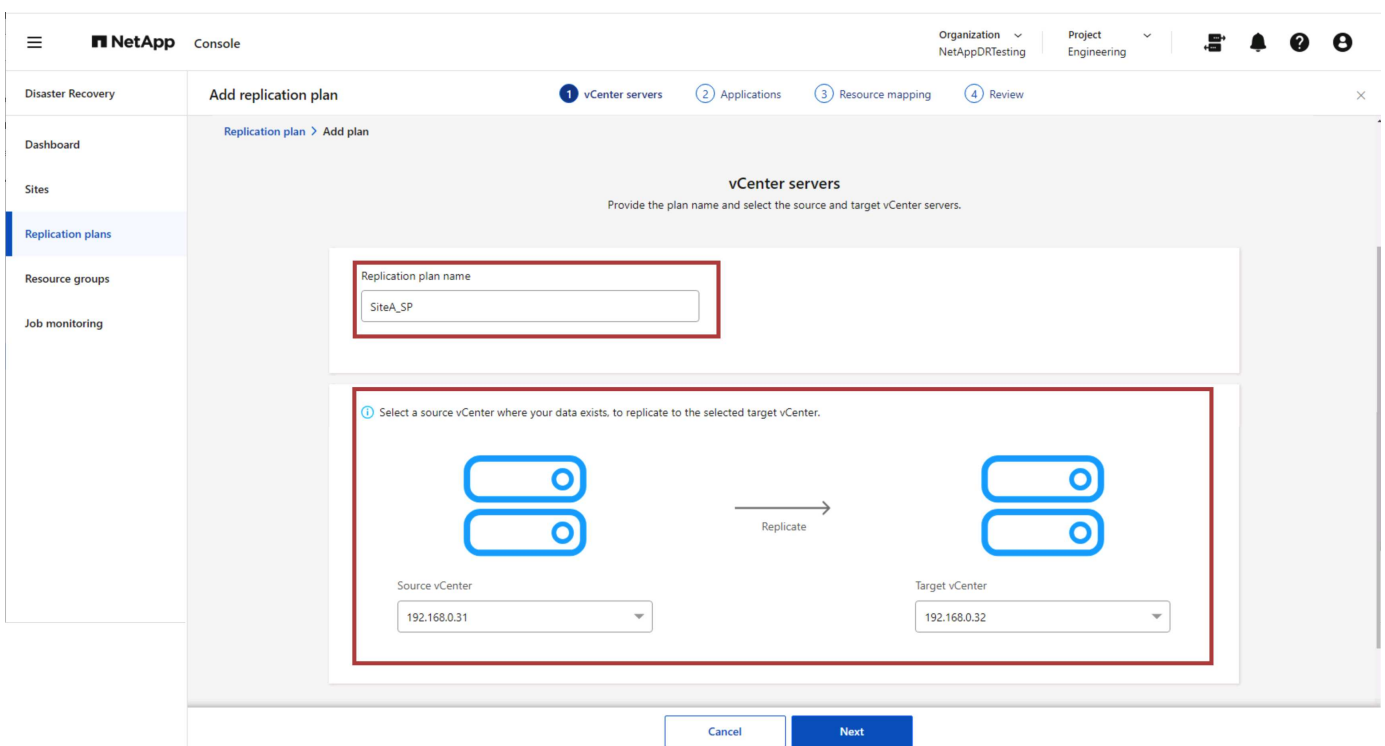 NetApp Console
Organization
NetAppDRTesting
Project
Engineering
Disaster Recovery
Add replication plan
1 vCenter servers
2 Applications
3 Resource mapping
4 Review
Dashboard
Sites
Replication plans
Resource groups
Job monitoring
Replication plan > Add plan
vCenter servers
Provide the plan name and select the source and target vCenter servers.
Replication plan name
SiteA_SP
Select a source vCenter where your data exists, to replicate to the selected target vCenter.
Replicate
Source vCenter
192.168.0.31
Target vCenter
192.168.0.32
Cancel
Next